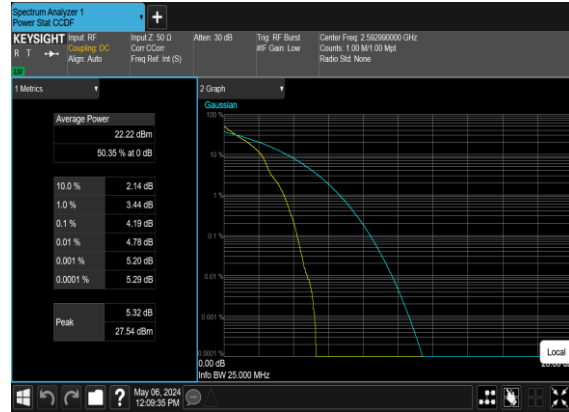 Spectrum Analyzer 1
Power Stat CCDF
KEYSIGHT
R T
LM
Input: RF
Coupling: DC
Align: Auto
Input Z: 50 Ω
Corr CCorr
Freq Ref: Int (S)
Atten: 30 dB
Trig: RF Burst
#IF Gain: Low
Center Freq: 2.592990000 GHz
Counts: 1.00 M/1.00 Mpt
Radio Std: None
1 Metrics
Average Power
22.22 dBm
50.35 % at 0 dB
10.0 % 2.14 dB
1.0 % 3.44 dB
0.1 % 4.19 dB
0.01 % 4.78 dB
0.001 % 5.20 dB
0.0001 % 5.29 dB
Peak
5.32 dB
27.54 dBm
2 Graph
Gaussian
100 %
10 %
1 %
0.1 %
0.01 %
0.001 %
0.0001 %
0.00 dB
Info BW 25.000 MHz
Local
?
May 06, 2024
12:09:35 PM